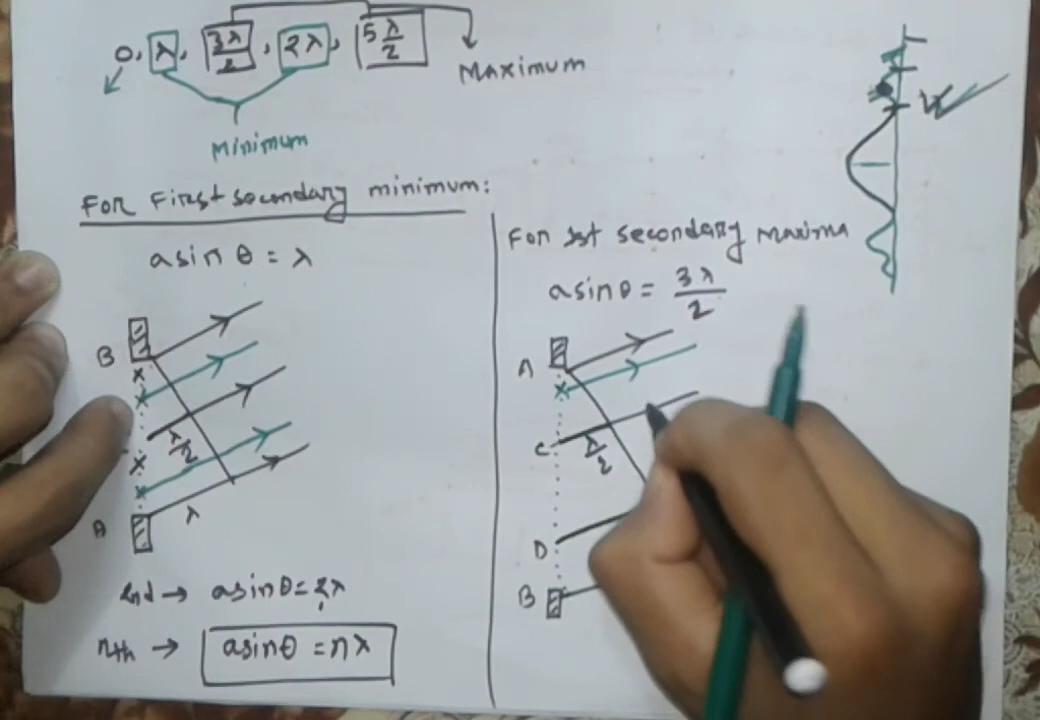 0, λ, 3λ/2, 2λ, 5λ/2
Maximum
Minimum
For First secondary minimum:
a sin θ = λ
B
λ/2
A
λ
2nd → a sin θ = 2λ
nth → a sin θ = nλ
For 1st secondary maxima
a sin θ = 3λ/2
A
C
λ/2
D
B